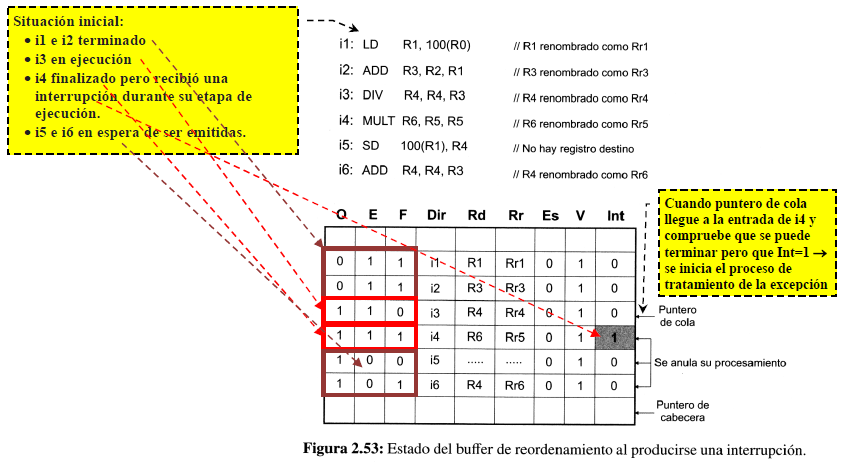 Situación inicial:
• i1 e i2 terminado
• i3 en ejecución
• i4 finalizado pero recibió una
interrupción durante su etapa de
ejecución.
• i5 e i6 en espera de ser emitidas.
i1: LD R1, 100(R0) // R1 renombrado como Rr1
i2: ADD R3, R2, R1 // R3 renombrado como Rr3
i3: DIV R4, R4, R3 // R4 renombrado como Rr4
i4: MULT R6, R5, R5 // R6 renombrado como Rr5
i5: SD 100(R1), R4 // No hay registro destino
i6: ADD R4, R4, R3 // R4 renombrado como Rr6
O E F Dir Rd Rr Es V Int
0 1 1 i1 R1 Rr1 0 1 0
0 1 1 i2 R3 Rr3 0 1 0
1 1 0 i3 R4 Rr4 0 1 0
1 1 1 i4 R6 Rr5 0 1 1
1 0 0 i5 ..... ..... 0 1 0
1 0 1 i6 R4 Rr6 0 1 0
Cuando puntero de cola
llegue a la entrada de i4 y
compruebe que se puede
terminar pero que Int=1 →
se inicia el proceso de
tratamiento de la excepción
Puntero
de cola
Se anula su procesamiento
Puntero de
cabecera
Figura 2.53: Estado del buffer de reordenamiento al producirse una interrupción.